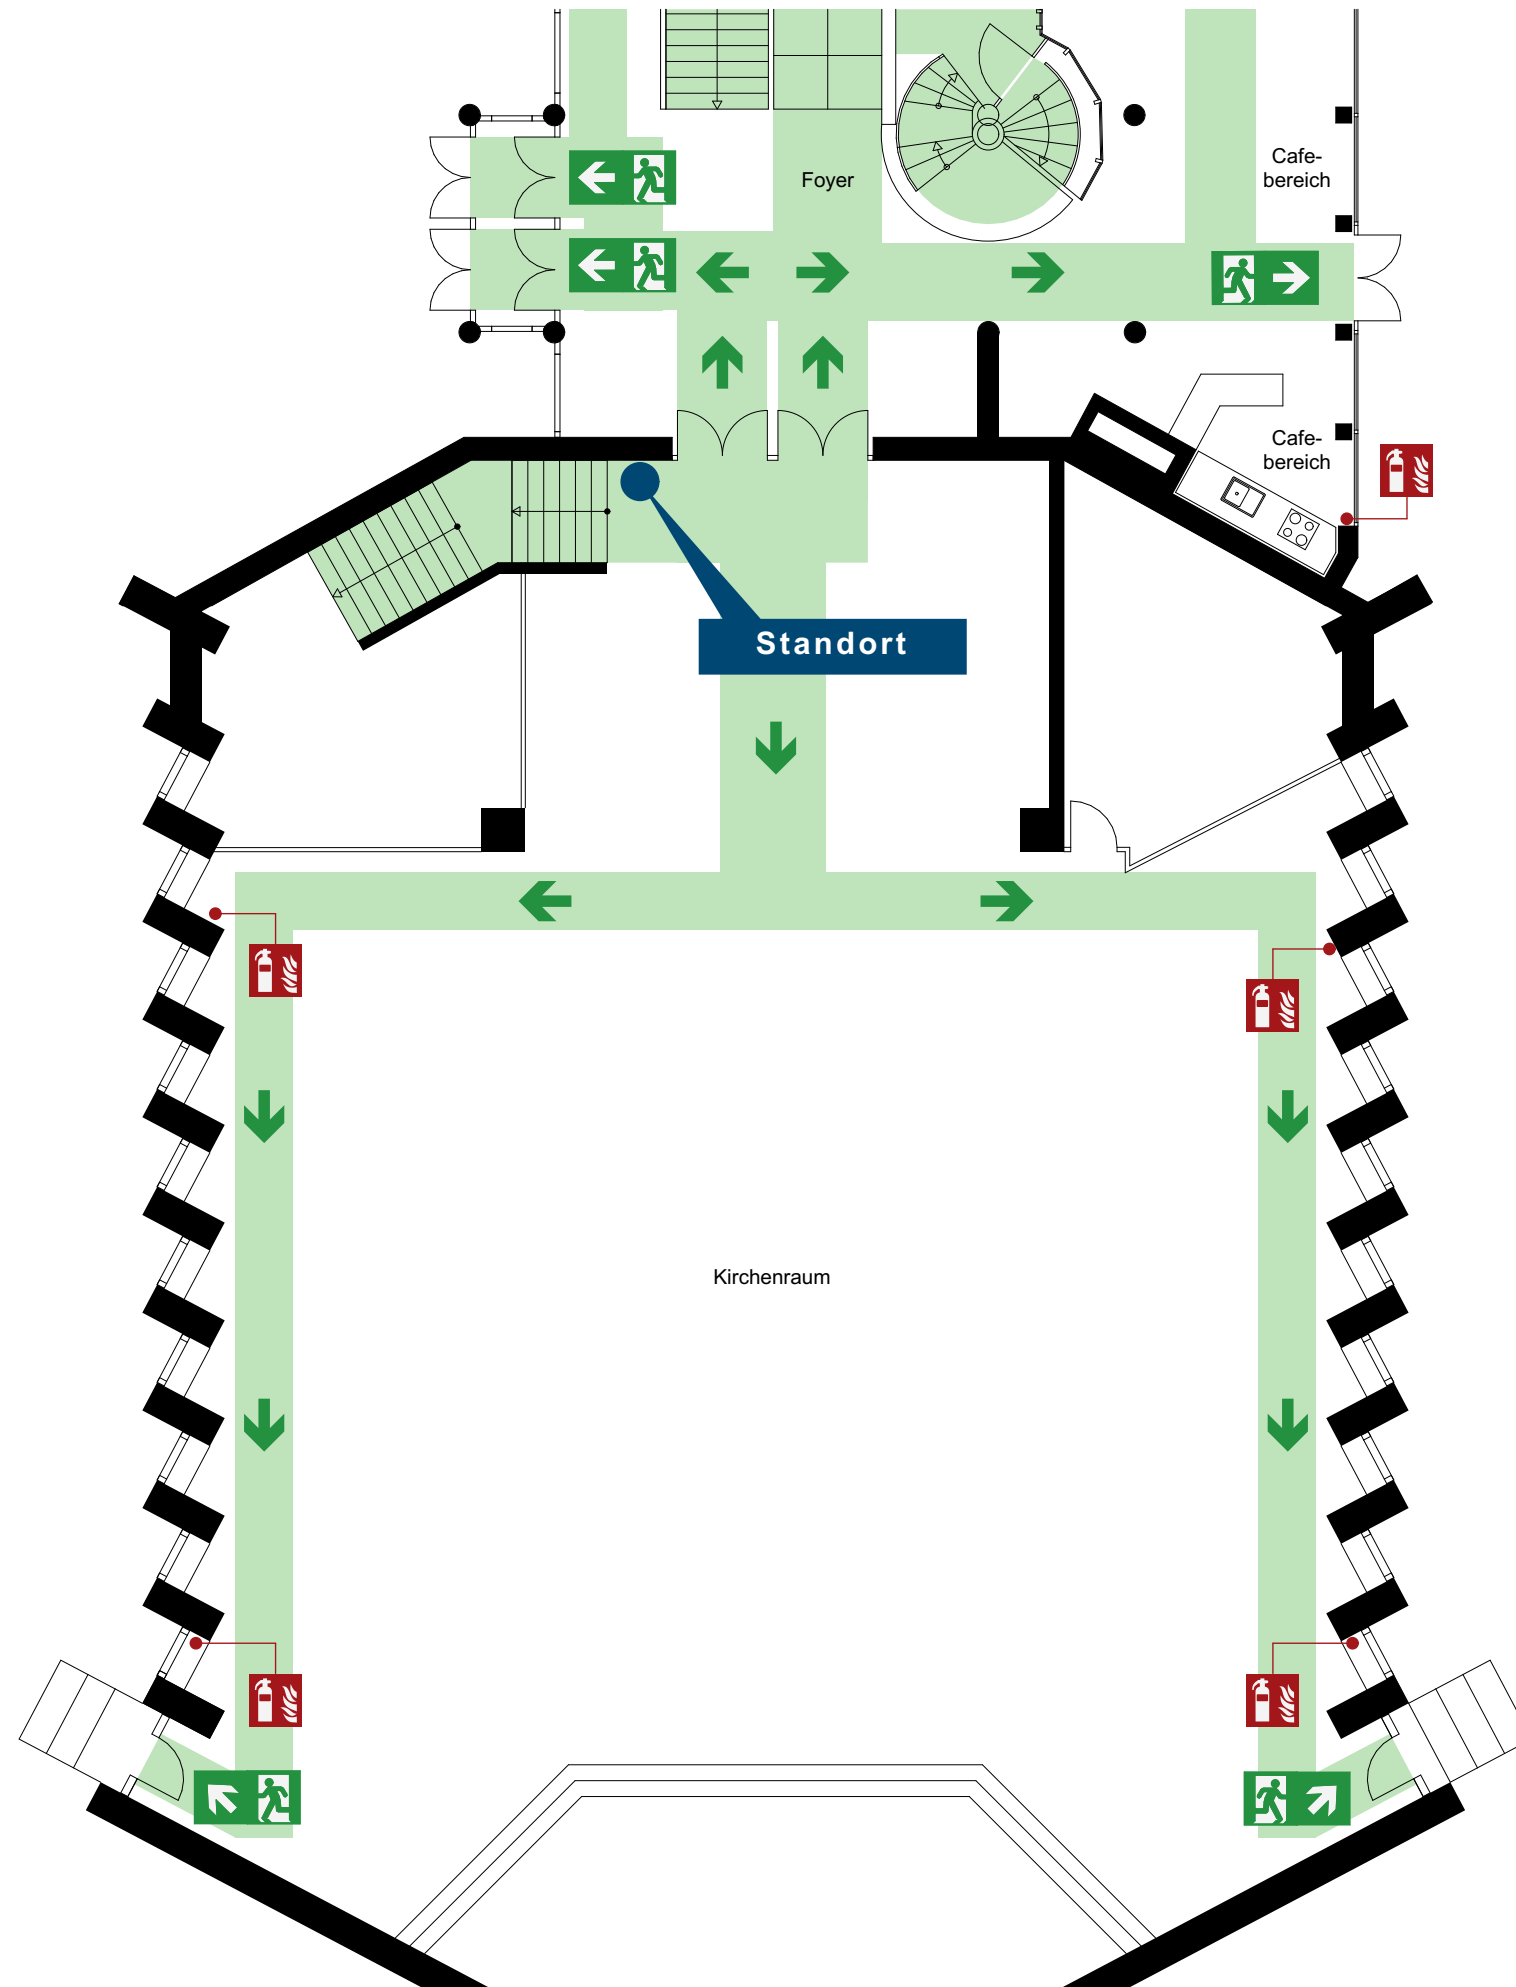 Foyer
Cafe-
bereich
Cafe-
bereich
Standort
Kirchenraum